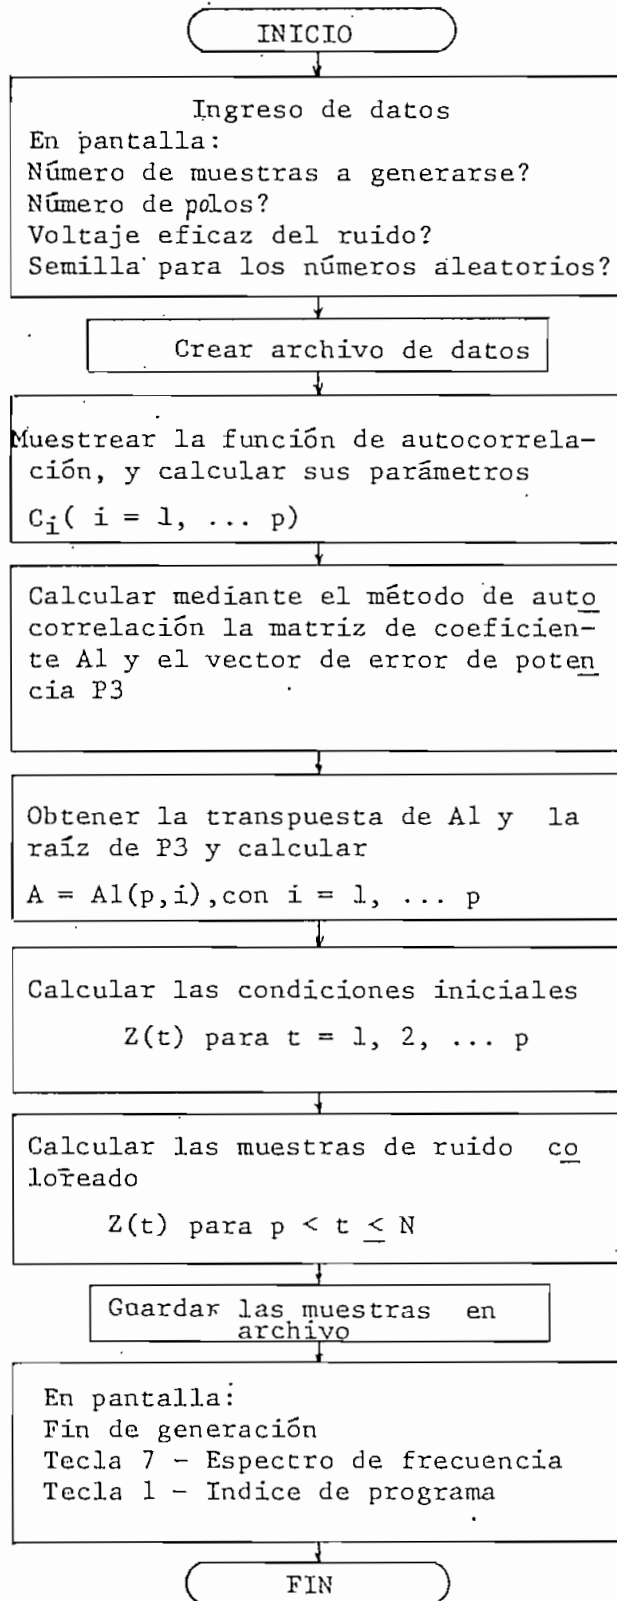 INICIO
Ingreso de datos
En pantalla:
Número de muestras a generarse?
Número de polos?
Voltaje eficaz del ruido?
Semilla para los números aleatorios?
Crear archivo de datos
Muestrear la función de autocorrela-
ción, y calcular sus parámetros
Ci( i = 1, ... p)
Calcular mediante el método de auto
correlación la matriz de coeficien-
te A1 y el vector de error de poten
cia P3
Obtener la transpuesta de A1 y la
raíz de P3 y calcular
A = A1(p,i),con i = 1, ... p
Calcular las condiciones iniciales
Z(t) para t = 1, 2, ... p
Calcular las muestras de ruido co
loreado
Z(t) para p < t ≤ N
Guardar las muestras en
archivo
En pantalla:
Fin de generación
Tecla 7 - Espectro de frecuencia
Tecla 1 - Indice de programa
FIN